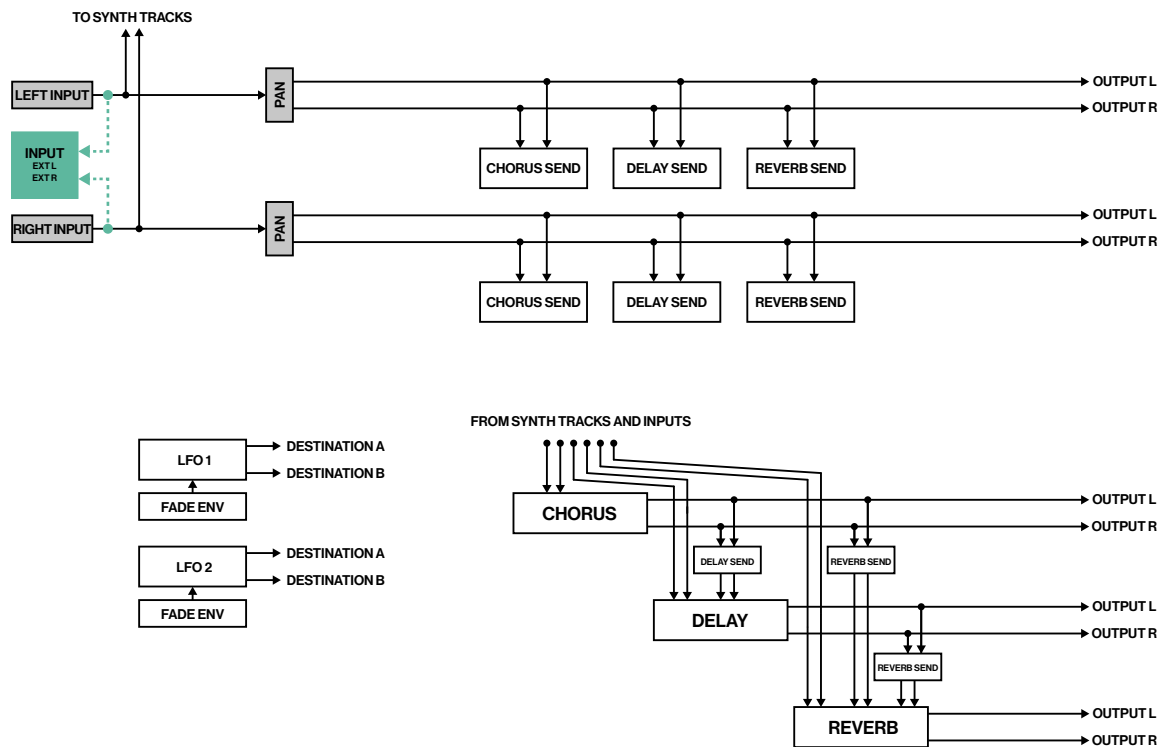 TO SYNTH TRACKS
LEFT INPUT
PAN
OUTPUT L
OUTPUT R
INPUT
EXT L
EXT R
CHORUS SEND
DELAY SEND
REVERB SEND
RIGHT INPUT
PAN
OUTPUT L
OUTPUT R
CHORUS SEND
DELAY SEND
REVERB SEND
LFO 1
DESTINATION A
DESTINATION B
FADE ENV
LFO 2
DESTINATION A
DESTINATION B
FADE ENV
FROM SYNTH TRACKS AND INPUTS
CHORUS
OUTPUT L
OUTPUT R
DELAY SEND
REVERB SEND
DELAY
OUTPUT L
OUTPUT R
REVERB SEND
REVERB
OUTPUT L
OUTPUT R